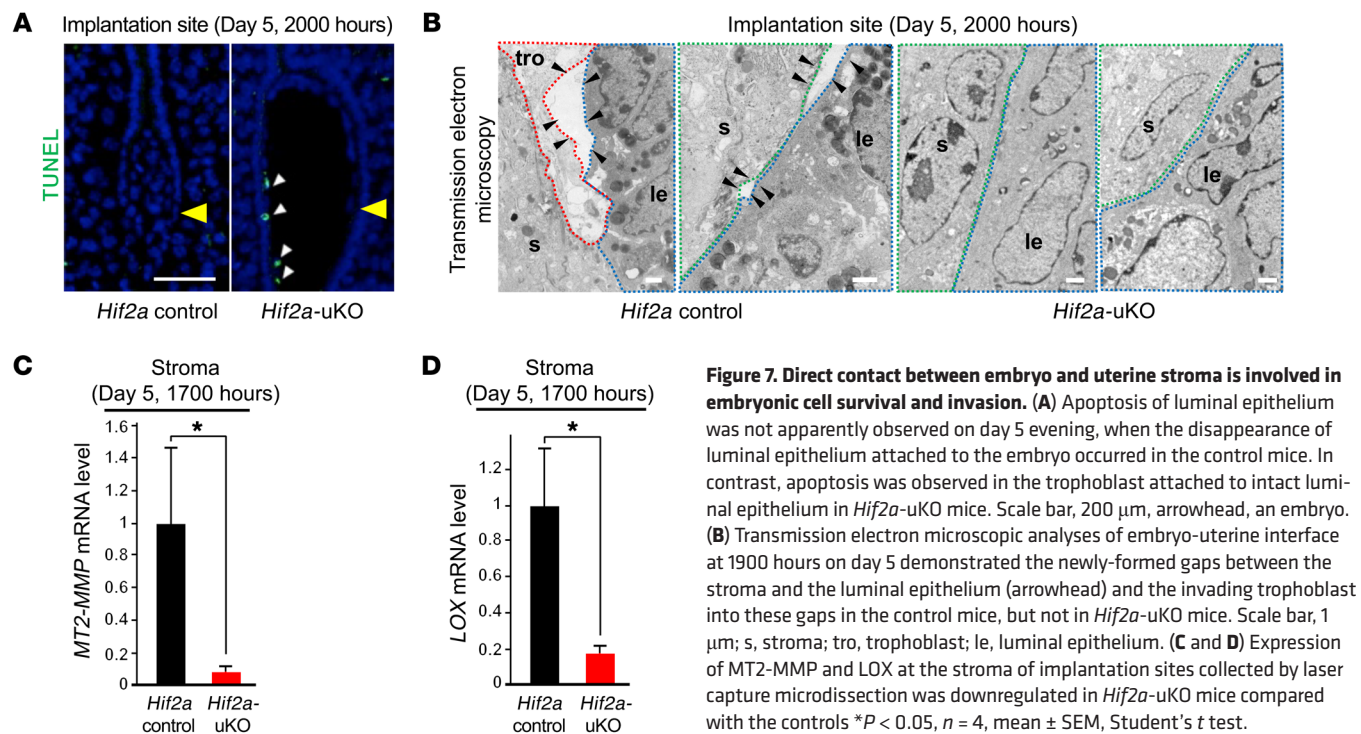 A
Implantation site (Day 5, 2000 hours)
TUNEL
Hif2a control
Hif2a-uKO
B
Implantation site (Day 5, 2000 hours)
Transmission electron
microscopy
tro
s
le
s
le
s
le
s
le
Hif2a control
Hif2a-uKO
C
Stroma
(Day 5, 1700 hours)
MT2-MMP mRNA level
1.6
1.4
1.2
1
0.8
0.6
0.4
0.2
0
*
Hif2a
control
Hif2a-
uKO
D
Stroma
(Day 5, 1700 hours)
LOX mRNA level
1.2
1
0.8
0.6
0.4
0.2
0
*
Hif2a
control
Hif2a-
uKO
Figure 7. Direct contact between embryo and uterine stroma is involved in
embryonic cell survival and invasion. (A) Apoptosis of luminal epithelium
was not apparently observed on day 5 evening, when the disappearance of
luminal epithelium attached to the embryo occurred in the control mice. In
contrast, apoptosis was observed in the trophoblast attached to intact lumi-
nal epithelium in Hif2a-uKO mice. Scale bar, 200 μm, arrowhead, an embryo.
(B) Transmission electron microscopic analyses of embryo-uterine interface
at 1900 hours on day 5 demonstrated the newly-formed gaps between the
stroma and the luminal epithelium (arrowhead) and the invading trophoblast
into these gaps in the control mice, but not in Hif2a-uKO mice. Scale bar, 1
μm; s, stroma; tro, trophoblast; le, luminal epithelium. (C and D) Expression
of MT2-MMP and LOX at the stroma of implantation sites collected by laser
capture microdissection was downregulated in Hif2a-uKO mice compared
with the controls *P < 0.05, n = 4, mean ± SEM, Student's t test.